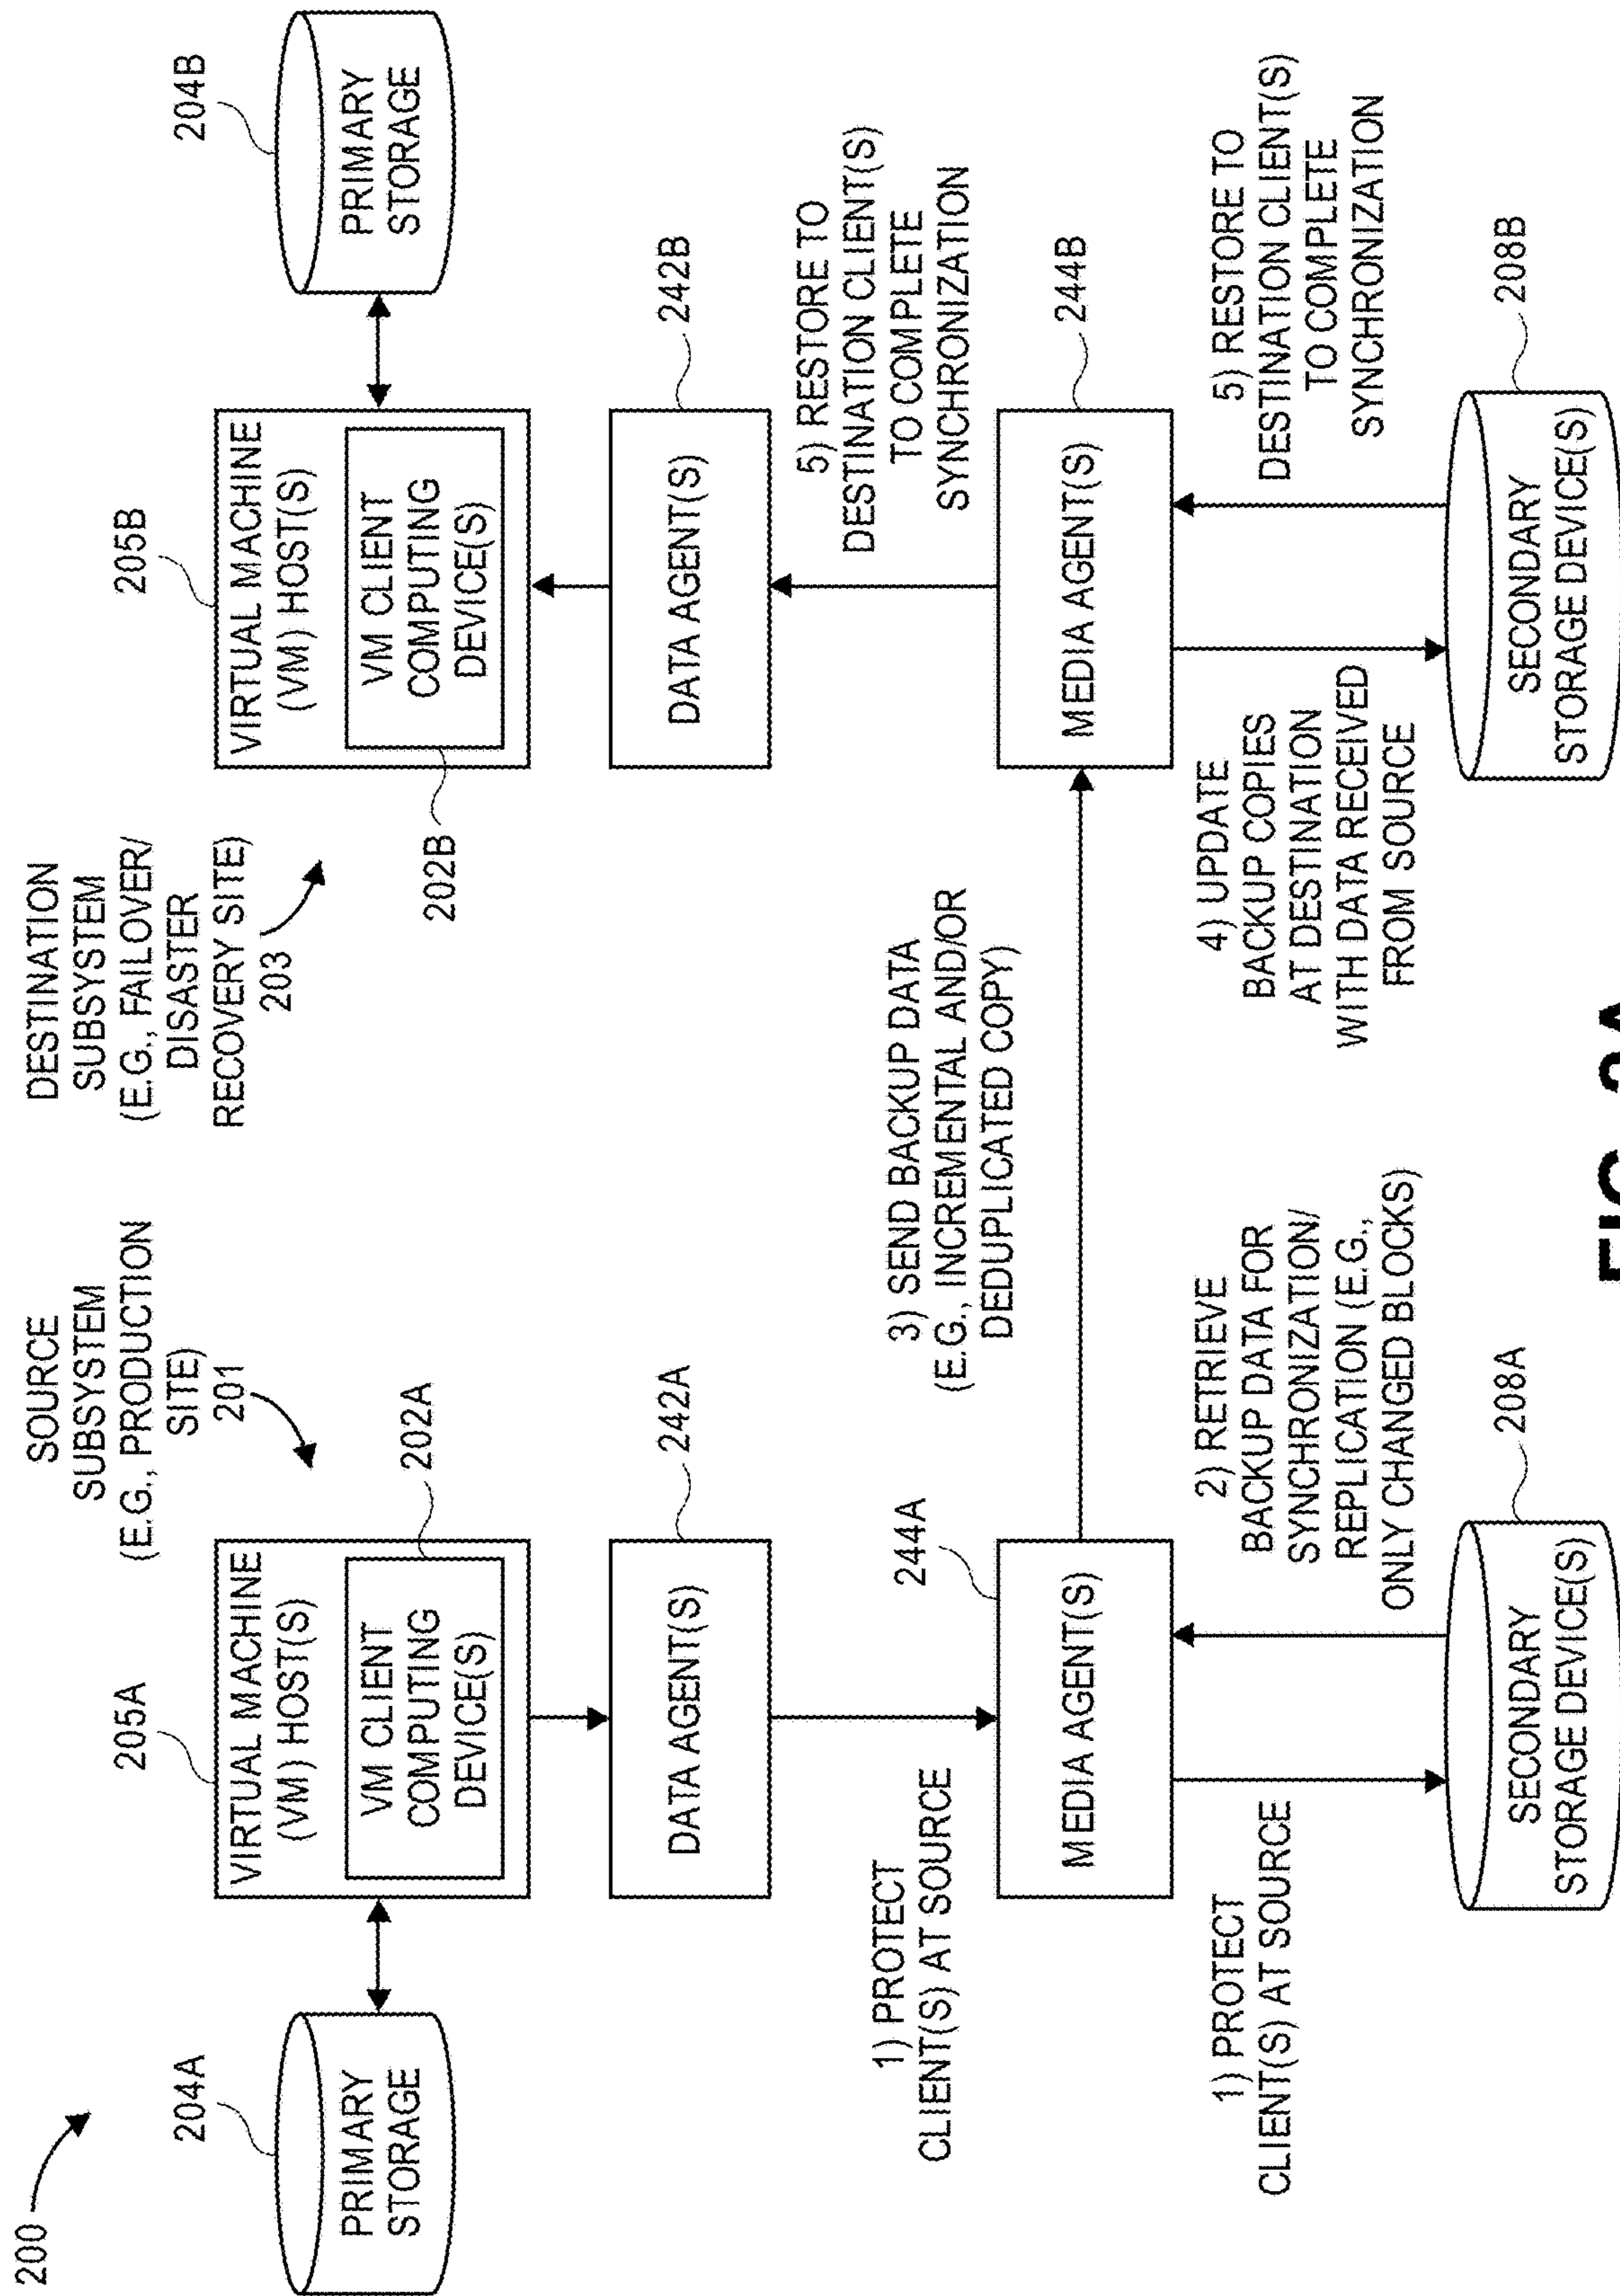 200
SOURCE
SUBSYSTEM
(E.G., PRODUCTION
SITE)
201
DESTINATION
SUBSYSTEM
(E.G., FAILOVER/
DISASTER
RECOVERY SITE)
203
204A
PRIMARY
STORAGE
205A
VIRTUAL MACHINE
(VM) HOST(S)
VM CLIENT
COMPUTING
DEVICE(S)
202A
205B
VIRTUAL MACHINE
(VM) HOST(S)
VM CLIENT
COMPUTING
DEVICE(S)
202B
204B
PRIMARY
STORAGE
DATA AGENT(S)
242A
DATA AGENT(S)
242B
1) PROTECT
CLIENT(S) AT SOURCE
3) SEND BACKUP DATA
(E.G., INCREMENTAL AND/OR
DEDUPLICATED COPY)
5) RESTORE TO
DESTINATION CLIENT(S)
TO COMPLETE
SYNCHRONIZATION
MEDIA AGENT(S)
244A
MEDIA AGENT(S)
244B
1) PROTECT
CLIENT(S) AT SOURCE
2) RETRIEVE
BACKUP DATA FOR
SYNCHRONIZATION/
REPLICATION (E.G.,
ONLY CHANGED BLOCKS)
4) UPDATE
BACKUP COPIES
AT DESTINATION
WITH DATA RECEIVED
FROM SOURCE
5) RESTORE TO
DESTINATION CLIENT(S)
TO COMPLETE
SYNCHRONIZATION
SECONDARY
STORAGE DEVICE(S)
208A
SECONDARY
STORAGE DEVICE(S)
208B
FIG. 2A